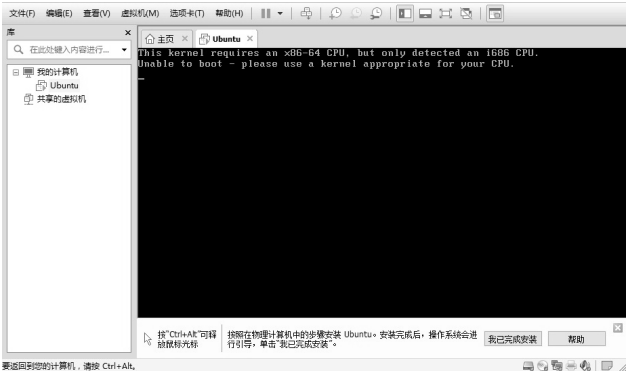 文件(F) 编辑(E) 查看(V) 虚拟机(M) 选项卡(T) 帮助(H)
库
在此处键入内容进行...
我的计算机
Ubuntu
共享的虚拟机
主页 Ubuntu
This kernel requires an x86-64 CPU, but only detected an i686 CPU.
Unable to boot - please use a kernel appropriate for your CPU.
按"Ctrl+Alt"可释
放鼠标光标
按照在物理计算机中的步骤安装 Ubuntu。安装完成后，操作系统会进
行引导，单击"我已完成安装"。
我已完成安装 帮助
要返回到您的计算机，请按 Ctrl+Alt。